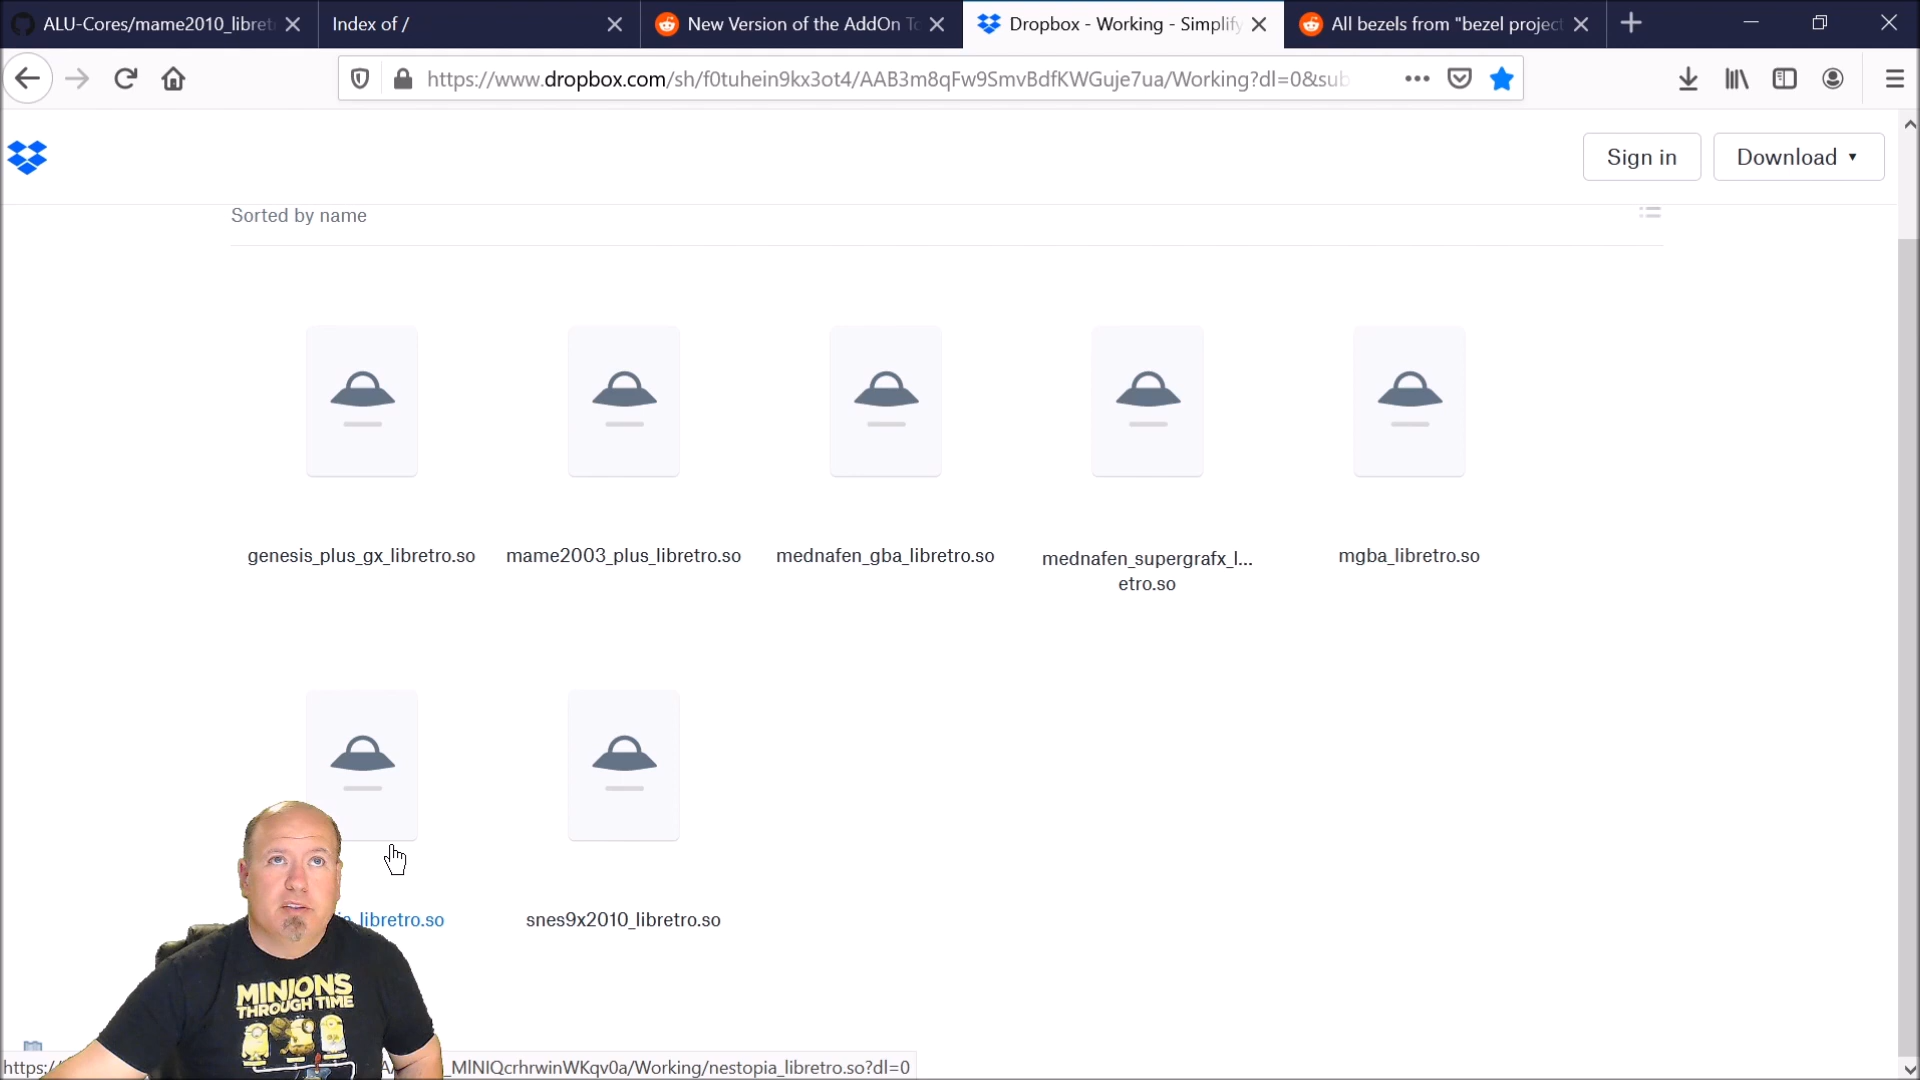 ALU-Cores/mame2010_libret
Index of /
New Version of the AddOn To
Dropbox - Working - Simplify
All bezels from "bezel project
https://www.dropbox.com/sh/f0tuhein9kx3ot4/AAB3m8qFw9SmvBdfKWGuje7ua/Working?dl=0&sub
Sign in
Download
Sorted by name
genesis_plus_gx_libretro.so
mame2003_plus_libretro.so
mednafen_gba_libretro.so
mednafen_supergrafx_l...
etro.so
mgba_libretro.so
libretro.so
snes9x2010_libretro.so
MINIONS
THROUGH TIME
https:/
_MlNIQcrhrwinWKqv0a/Working/nestopia_libretro.so?dl=0